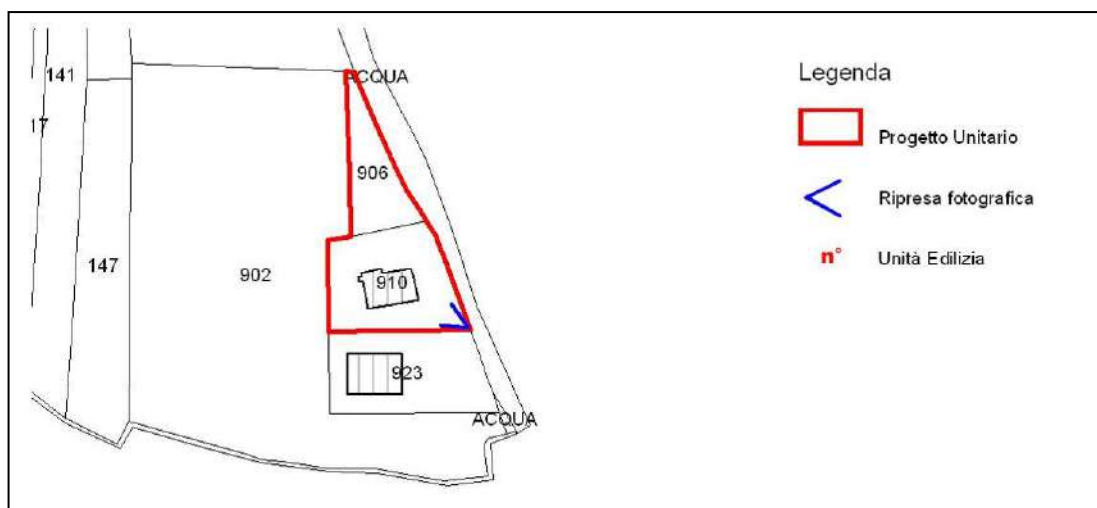 141
ACQUA
17
906
147
902
910
923
ACQUA
Legenda
Progetto Unitario
Ripresa fotografica
n° Unità Edilizia